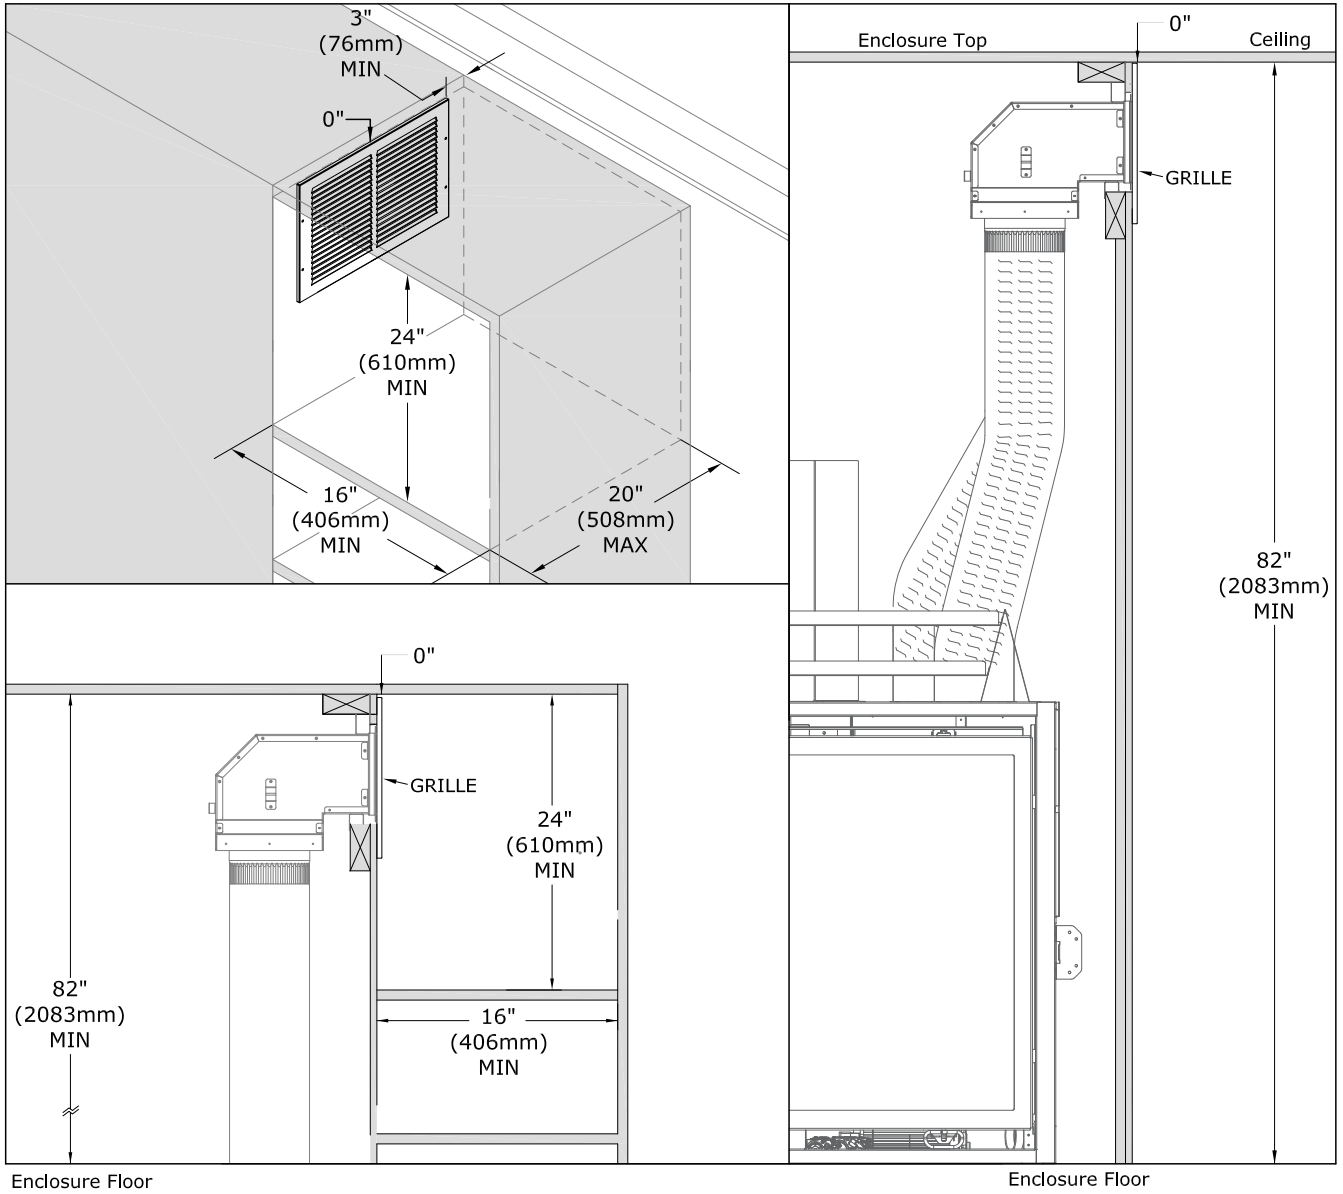 3"
(76mm)
MIN
0"
24"
(610mm)
MIN
16"
(406mm)
MIN
20"
(508mm)
MAX
0"
Enclosure Top
Ceiling
GRILLE
82"
(2083mm)
MIN
Enclosure Floor
0"
GRILLE
24"
(610mm)
MIN
82"
(2083mm)
MIN
16"
(406mm)
MIN
Enclosure Floor